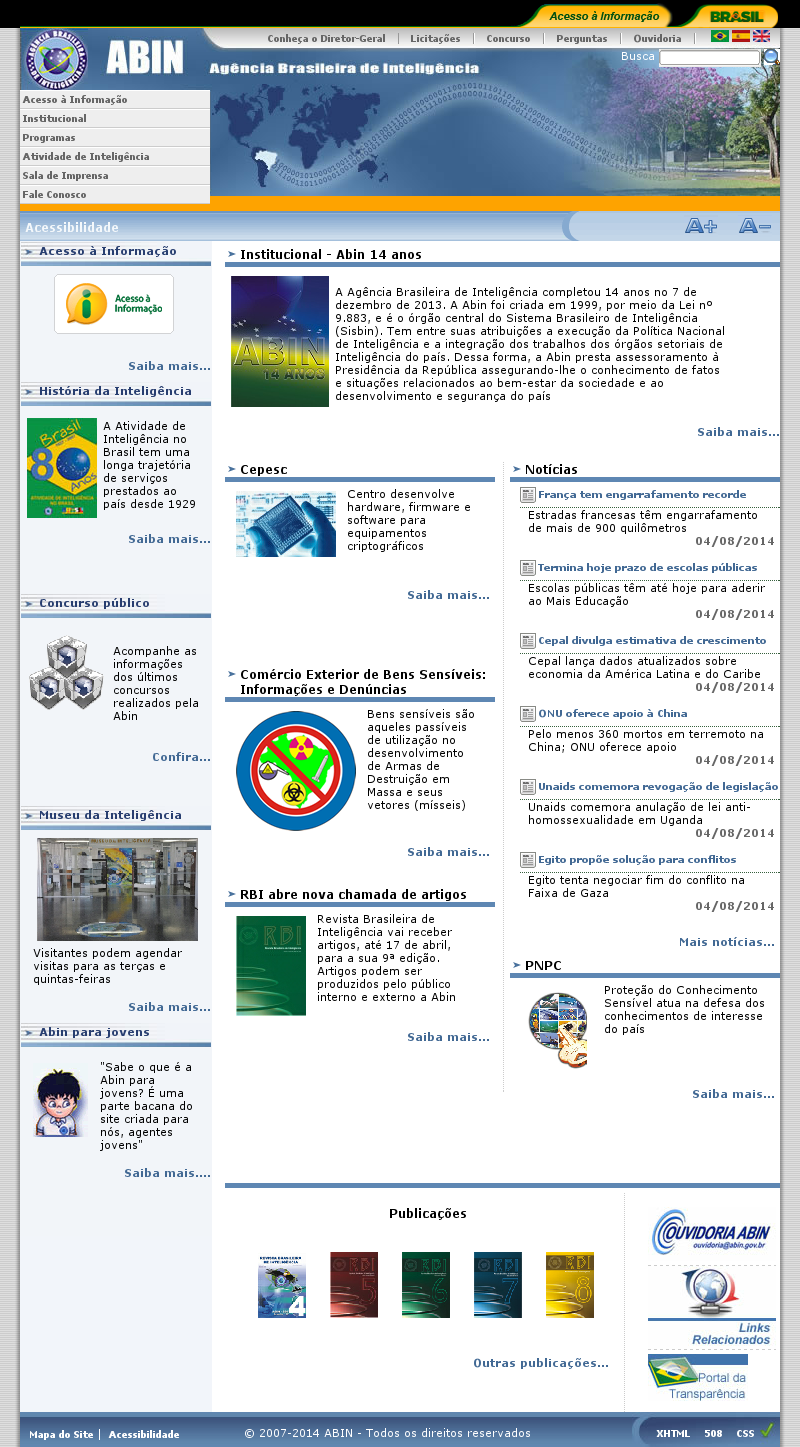 Acesso à Informação
BRASIL
Conheça o Diretor-Geral
Licitações
Concurso
Perguntas
Ouvidoria
Busca
ABIN
Agência Brasileira de Inteligência
Acesso à Informação
Institucional
Programas
Atividade de Inteligência
Sala de Imprensa
Fale Conosco
Acessibilidade
A+
A-
Acesso à Informação
Acesso à
Informação
Saiba mais...
História da Inteligência
Brasil
80
Anos
ATIVIDADE DE INTELIGÊNCIA
NO BRASIL
A Atividade de
Inteligência no
Brasil tem uma
longa trajetória
de serviços
prestados ao
país desde 1929
Saiba mais...
Concurso público
Acompanhe as
informações
dos últimos
concursos
realizados pela
Abin
Confira...
Museu da Inteligência
Visitantes podem agendar
visitas para as terças e
quintas-feiras
Saiba mais...
Abin para jovens
"Sabe o que é a
Abin para
jovens? É uma
parte bacana do
site criada para
nós, agentes
jovens"
Saiba mais....
Institucional - Abin 14 anos
ABIN
14 ANOS
A Agência Brasileira de Inteligência completou 14 anos no 7 de
dezembro de 2013. A Abin foi criada em 1999, por meio da Lei nº
9.883, e é o órgão central do Sistema Brasileiro de Inteligência
(Sisbin). Tem entre suas atribuições a execução da Política Nacional
de Inteligência e a integração dos trabalhos dos órgãos setoriais de
Inteligência do país. Dessa forma, a Abin presta assessoramento à
Presidência da República assegurando-lhe o conhecimento de fatos
e situações relacionados ao bem-estar da sociedade e ao
desenvolvimento e segurança do país
Saiba mais...
Cepesc
Centro desenvolve
hardware, firmware e
software para
equipamentos
criptográficos
Saiba mais...
Comércio Exterior de Bens Sensíveis:
Informações e Denúncias
Bens sensíveis são
aqueles passíveis
de utilização no
desenvolvimento
de Armas de
Destruição em
Massa e seus
vetores (mísseis)
Saiba mais...
RBI abre nova chamada de artigos
RBI
Revista Brasileira de
Inteligência vai receber
artigos, até 17 de abril,
para a sua 9ª edição.
Artigos podem ser
produzidos pelo público
interno e externo a Abin
Saiba mais...
Notícias
França tem engarrafamento recorde
Estradas francesas têm engarrafamento
de mais de 900 quilômetros
04/08/2014
Termina hoje prazo de escolas públicas
Escolas públicas têm até hoje para aderir
ao Mais Educação
04/08/2014
Cepal divulga estimativa de crescimento
Cepal lança dados atualizados sobre
economia da América Latina e do Caribe
04/08/2014
ONU oferece apoio à China
Pelo menos 360 mortos em terremoto na
China; ONU oferece apoio
04/08/2014
Unaids comemora revogação de legislação
Unaids comemora anulação de lei anti-
homossexualidade em Uganda
04/08/2014
Egito propõe solução para conflitos
Egito tenta negociar fim do conflito na
Faixa de Gaza
04/08/2014
Mais notícias...
PNPC
Proteção do Conhecimento
Sensível atua na defesa dos
conhecimentos de interesse
do país
Saiba mais...
Publicações
REVISTA BRASILEIRA
DE INTELIGÊNCIA
4
RBI
5
RBI
6
RBI
7
RBI
8
Outras publicações...
OUVIDORIA ABIN
ouvidoria@abin.gov.br
Links
Relacionados
Portal da
Transparência
Mapa do Site | Acessibilidade
© 2007-2014 ABIN - Todos os direitos reservados
XHTML
508
CSS